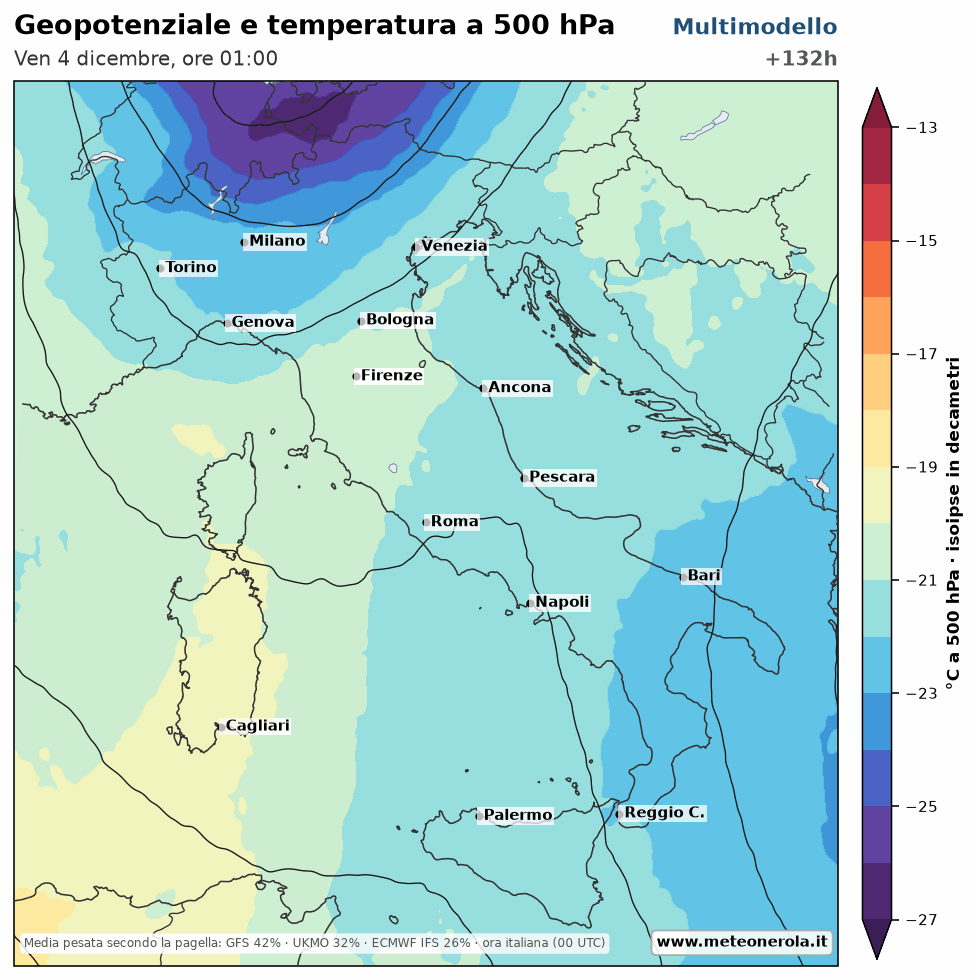 Geopotenziale e temperatura a 500 hPa
Multimodello
Ven 4 dicembre, ore 01:00
+132h
−13
−15
−17
−19
−21
−23
−25
−27
°C a 500 hPa · isoipse in decametri
Milano
Venezia
Torino
Genova
Bologna
Firenze
Ancona
Pescara
Roma
Bari
Napoli
Cagliari
Palermo
Reggio C.
Media pesata secondo la pagella: GFS 42% · UKMO 32% · ECMWF IFS 26% · ora italiana (00 UTC)
www.meteonerola.it